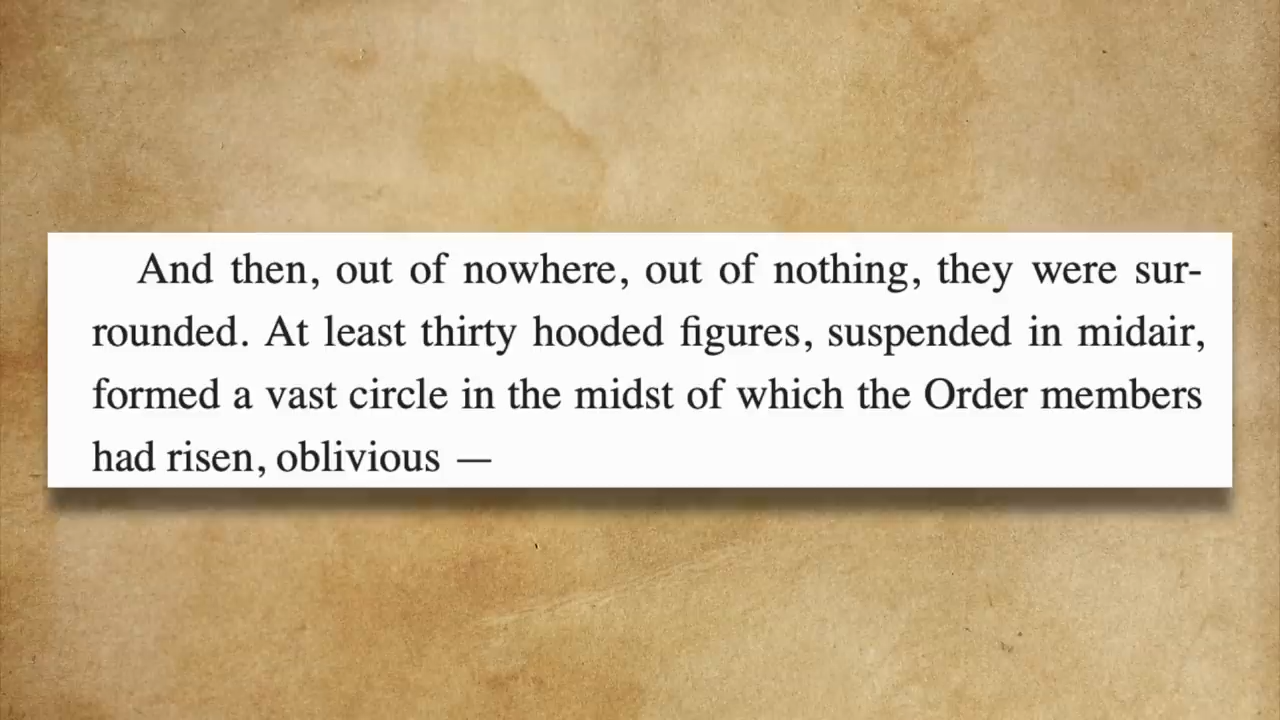 And then, out of nowhere, out of nothing, they were sur-
rounded. At least thirty hooded figures, suspended in midair,
formed a vast circle in the midst of which the Order members
had risen, oblivious —